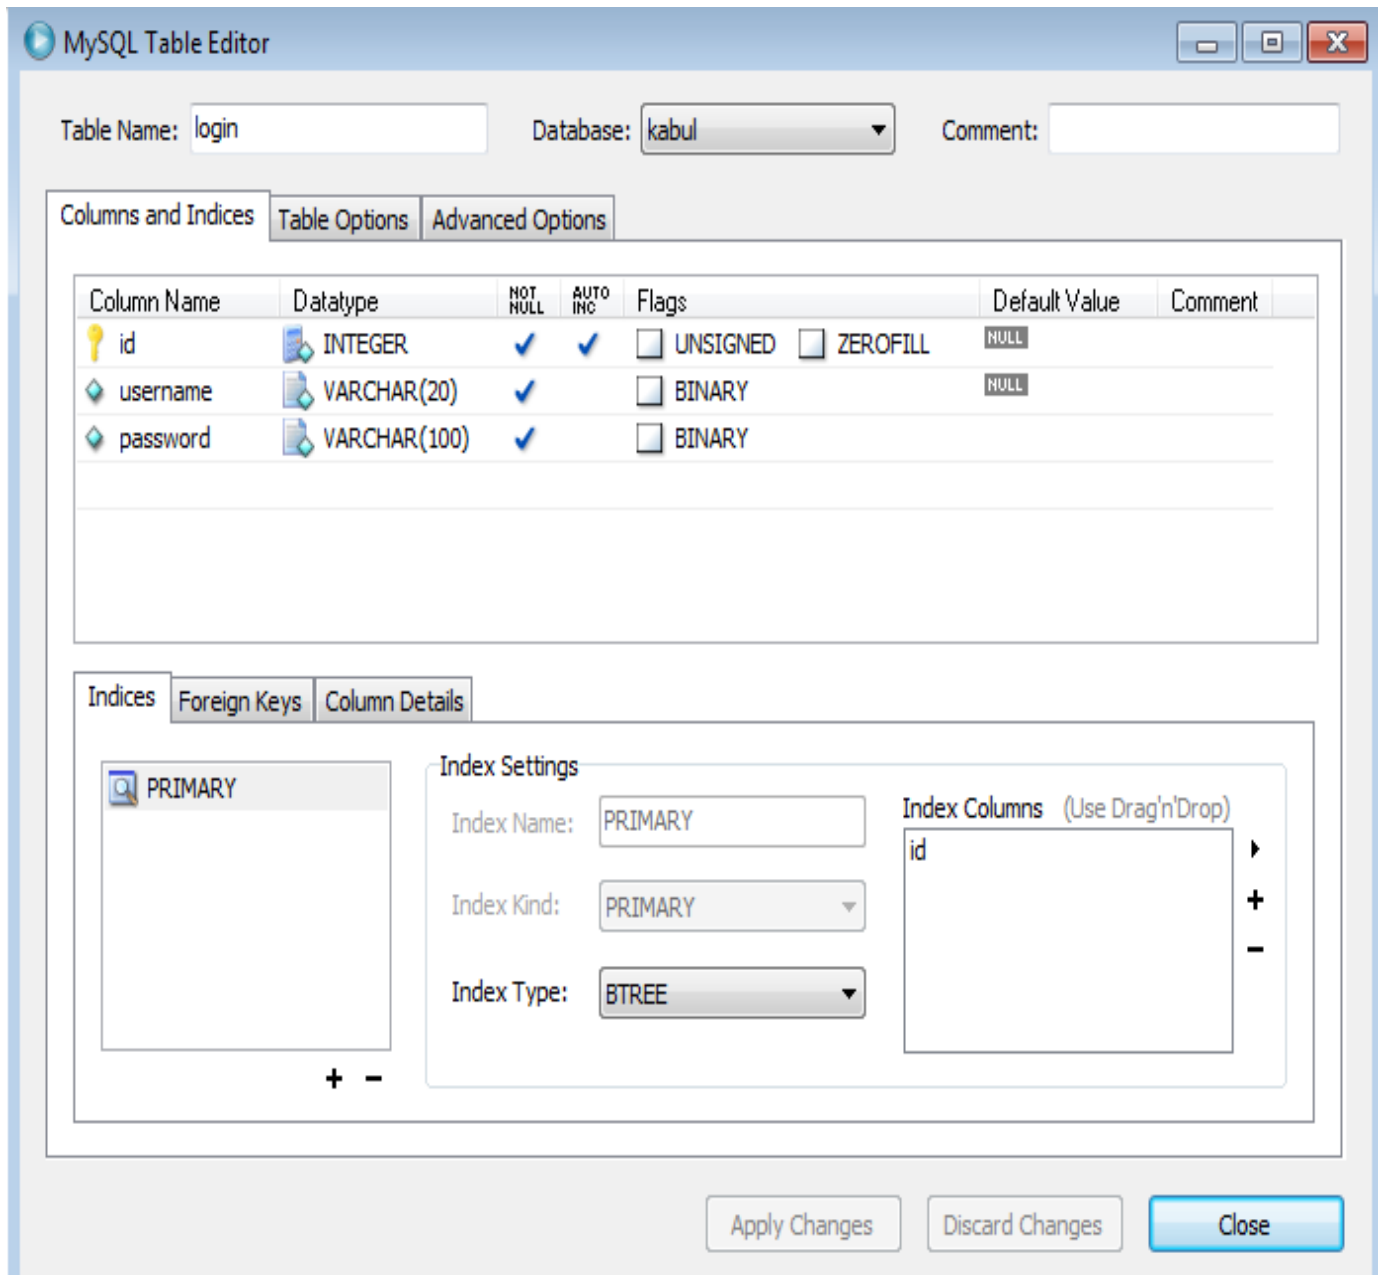 MySQL Table Editor
Table Name: login Database: kabul Comment:
Columns and Indices Table Options Advanced Options
Column Name Datatype NOT NULL AUTO INC Flags Default Value Comment
id INTEGER UNSIGNED ZEROFILL NULL
username VARCHAR(20) BINARY NULL
password VARCHAR(100) BINARY
Indices Foreign Keys Column Details
PRIMARY
Index Settings
Index Name: PRIMARY
Index Kind: PRIMARY
Index Type: BTREE
Index Columns (Use Drag'n'Drop)
id
Apply Changes Discard Changes Close